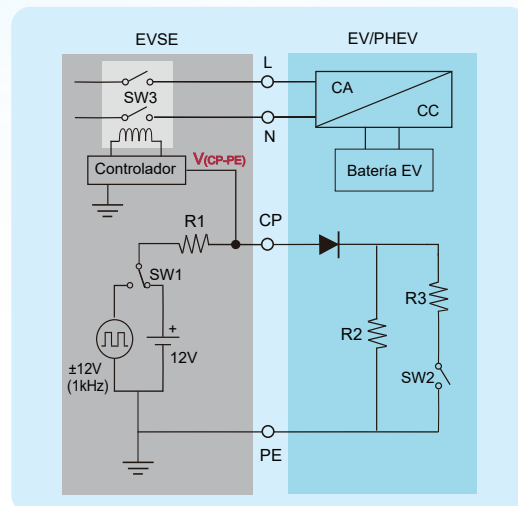 EVSE
EV/PHEV
L
SW3
N
CA
CC
Controlador
V(CP-PE)
Batería EV
R1
CP
SW1
R3
R2
+
12V
±12V
(1kHz)
SW2
PE